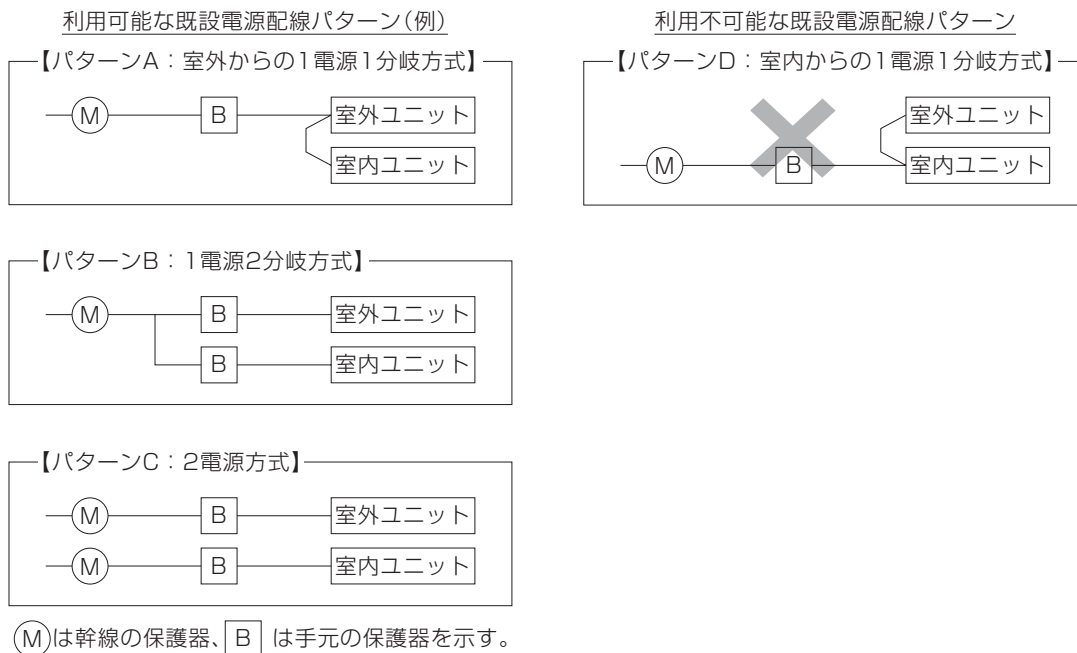 利用可能な既設電源配線パターン(例)
【パターンA：室外からの1電源1分岐方式】
M B 室外ユニット
室内ユニット
【パターンB：1電源2分岐方式】
M B 室外ユニット
B 室内ユニット
【パターンC：2電源方式】
M B 室外ユニット
M B 室内ユニット
Mは幹線の保護器、B は手元の保護器を示す。
利用不可能な既設電源配線パターン
【パターンD：室内からの1電源1分岐方式】
室外ユニット
M B 室内ユニット